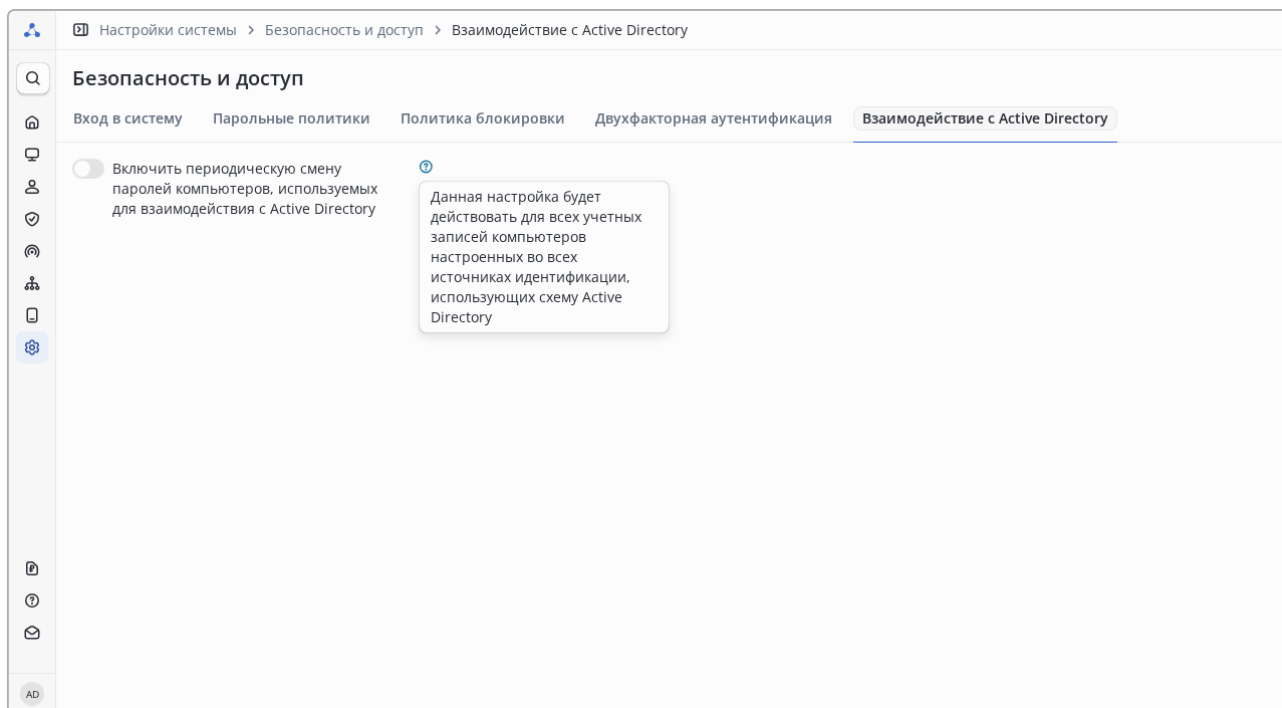 Настройки системы > Безопасность и доступ > Взаимодействие с Active Directory
Безопасность и доступ
Вход в систему Парольные политики Политика блокировки Двухфакторная аутентификация Взаимодействие с Active Directory
Включить периодическую смену
паролей компьютеров, используемых
для взаимодействия с Active Directory
Данная настройка будет
действовать для всех учетных
записей компьютеров
настроенных во всех
источниках идентификации,
использующих схему Active
Directory
AD